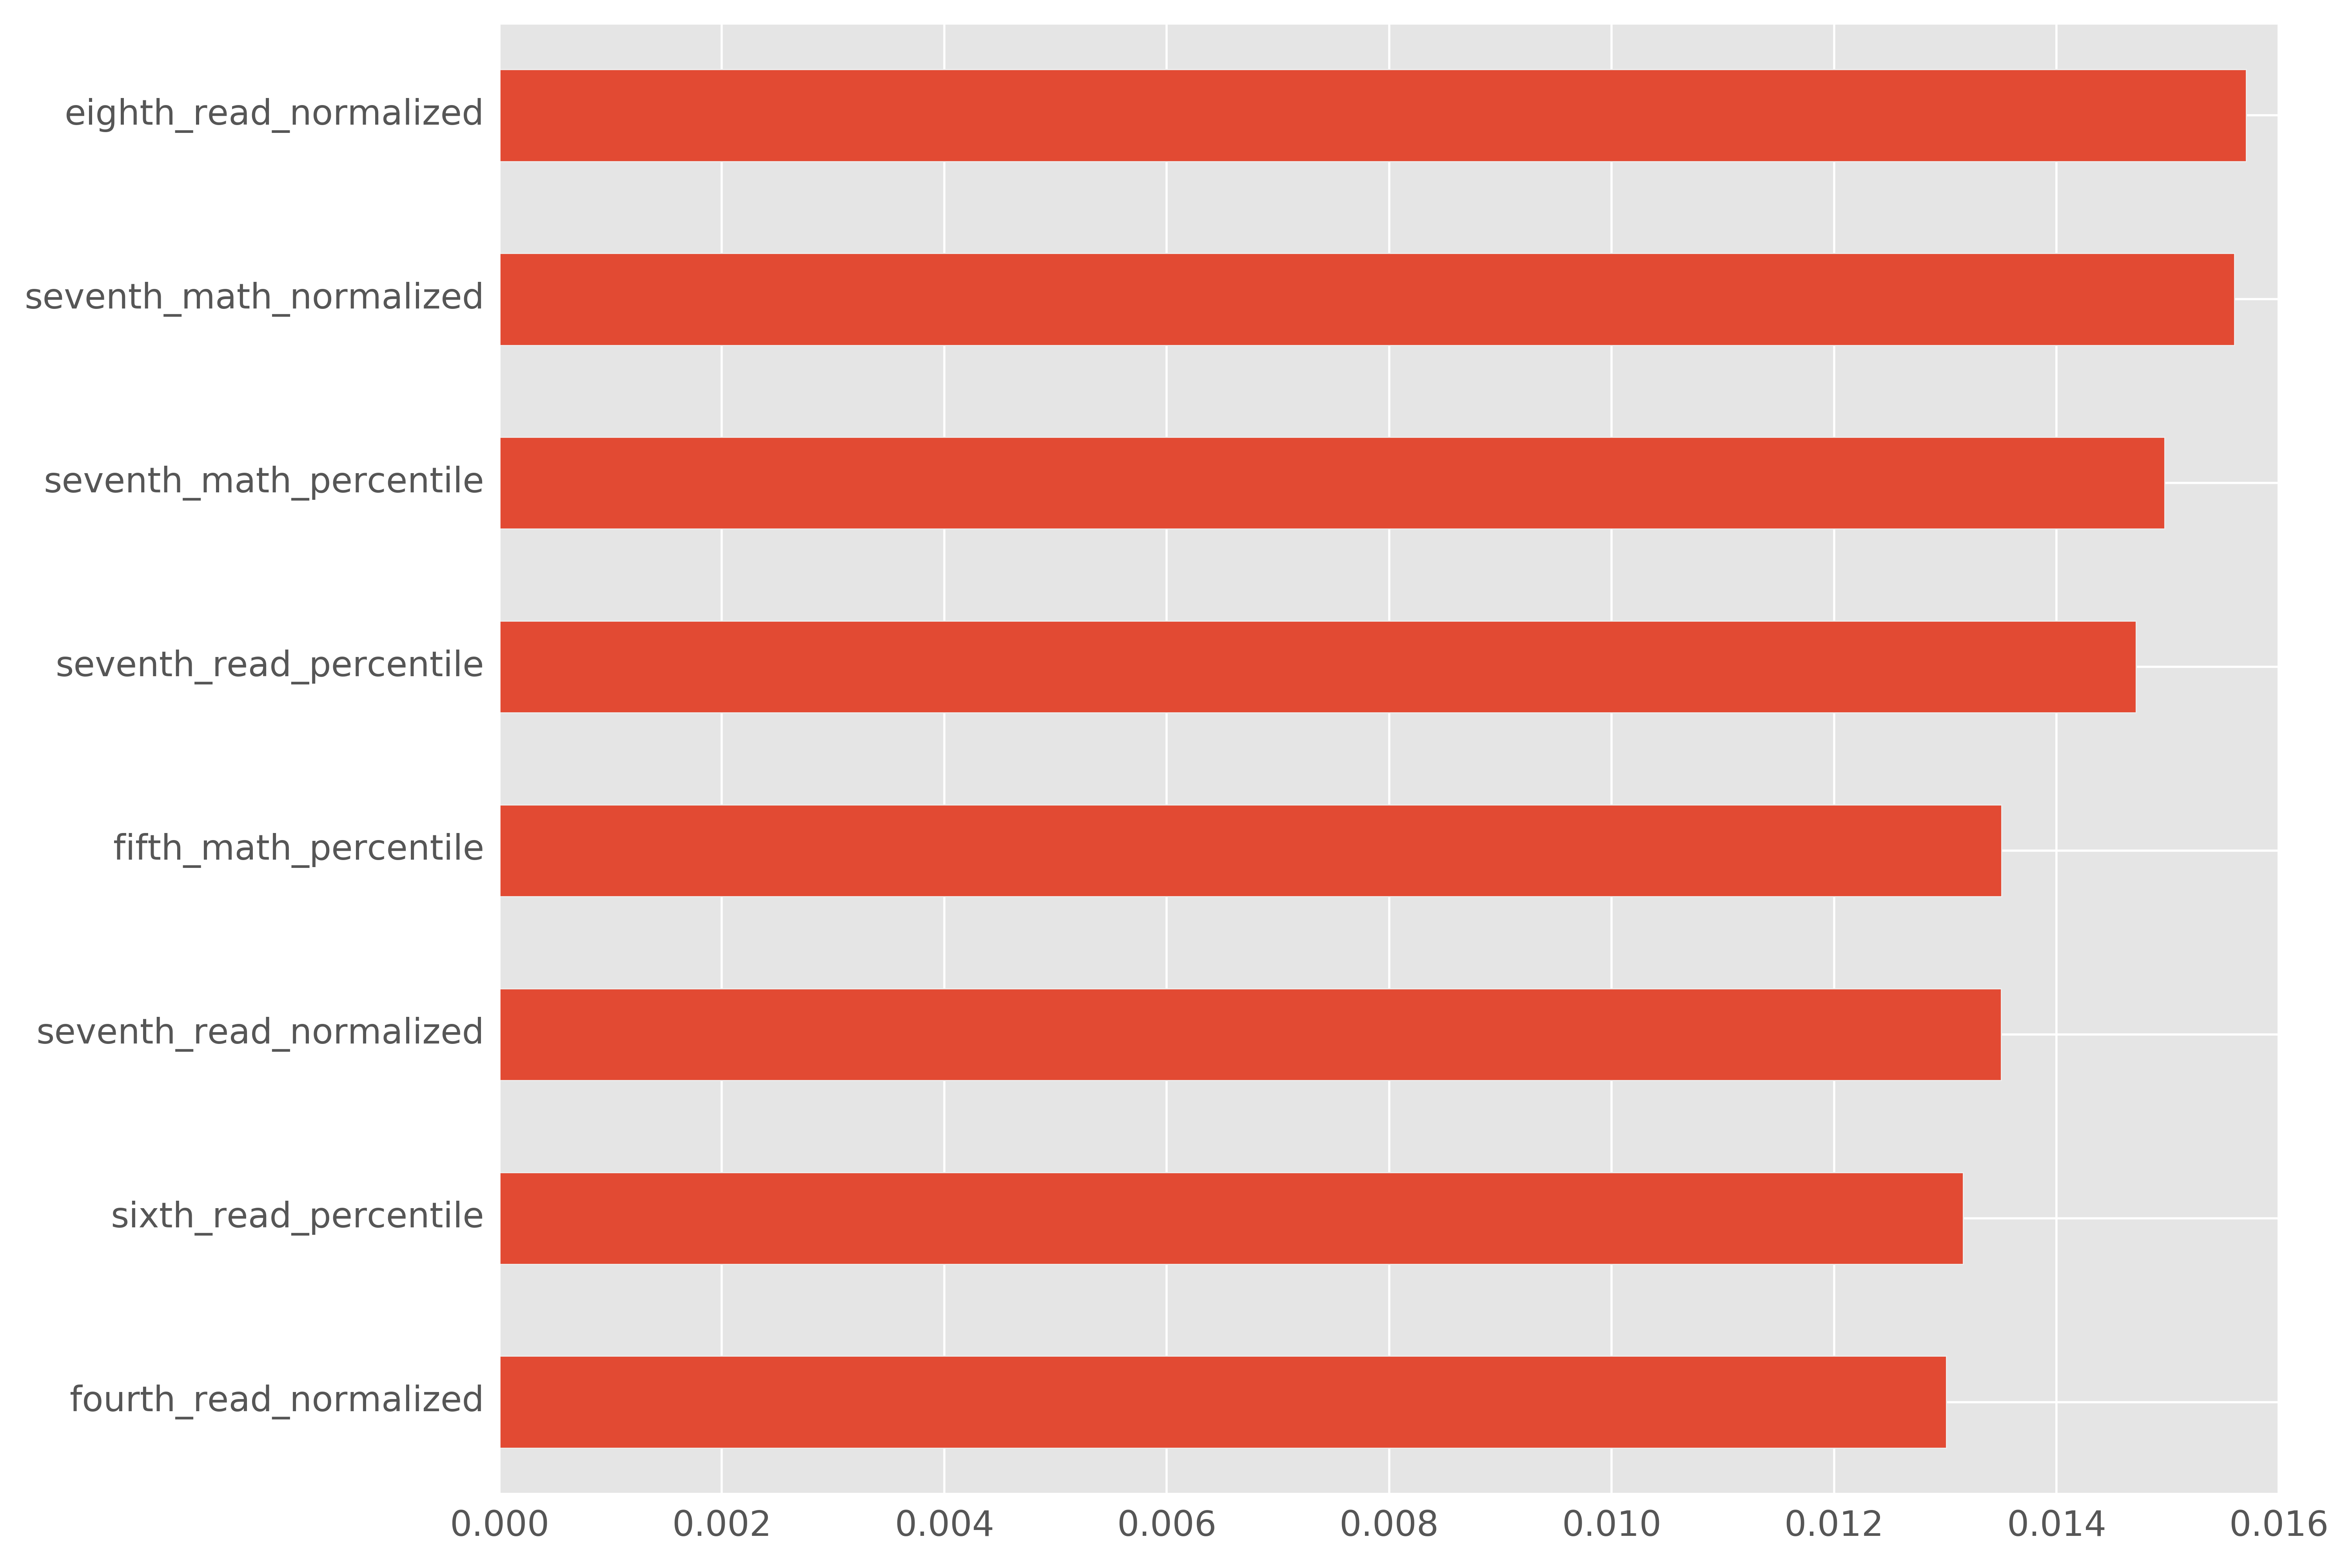 eighth_read_normalized
seventh_math_normalized
seventh_math_percentile
seventh_read_percentile
fifth_math_percentile
seventh_read_normalized
sixth_read_percentile
fourth_read_normalized
0.000 0.002 0.004 0.006 0.008 0.010 0.012 0.014 0.016